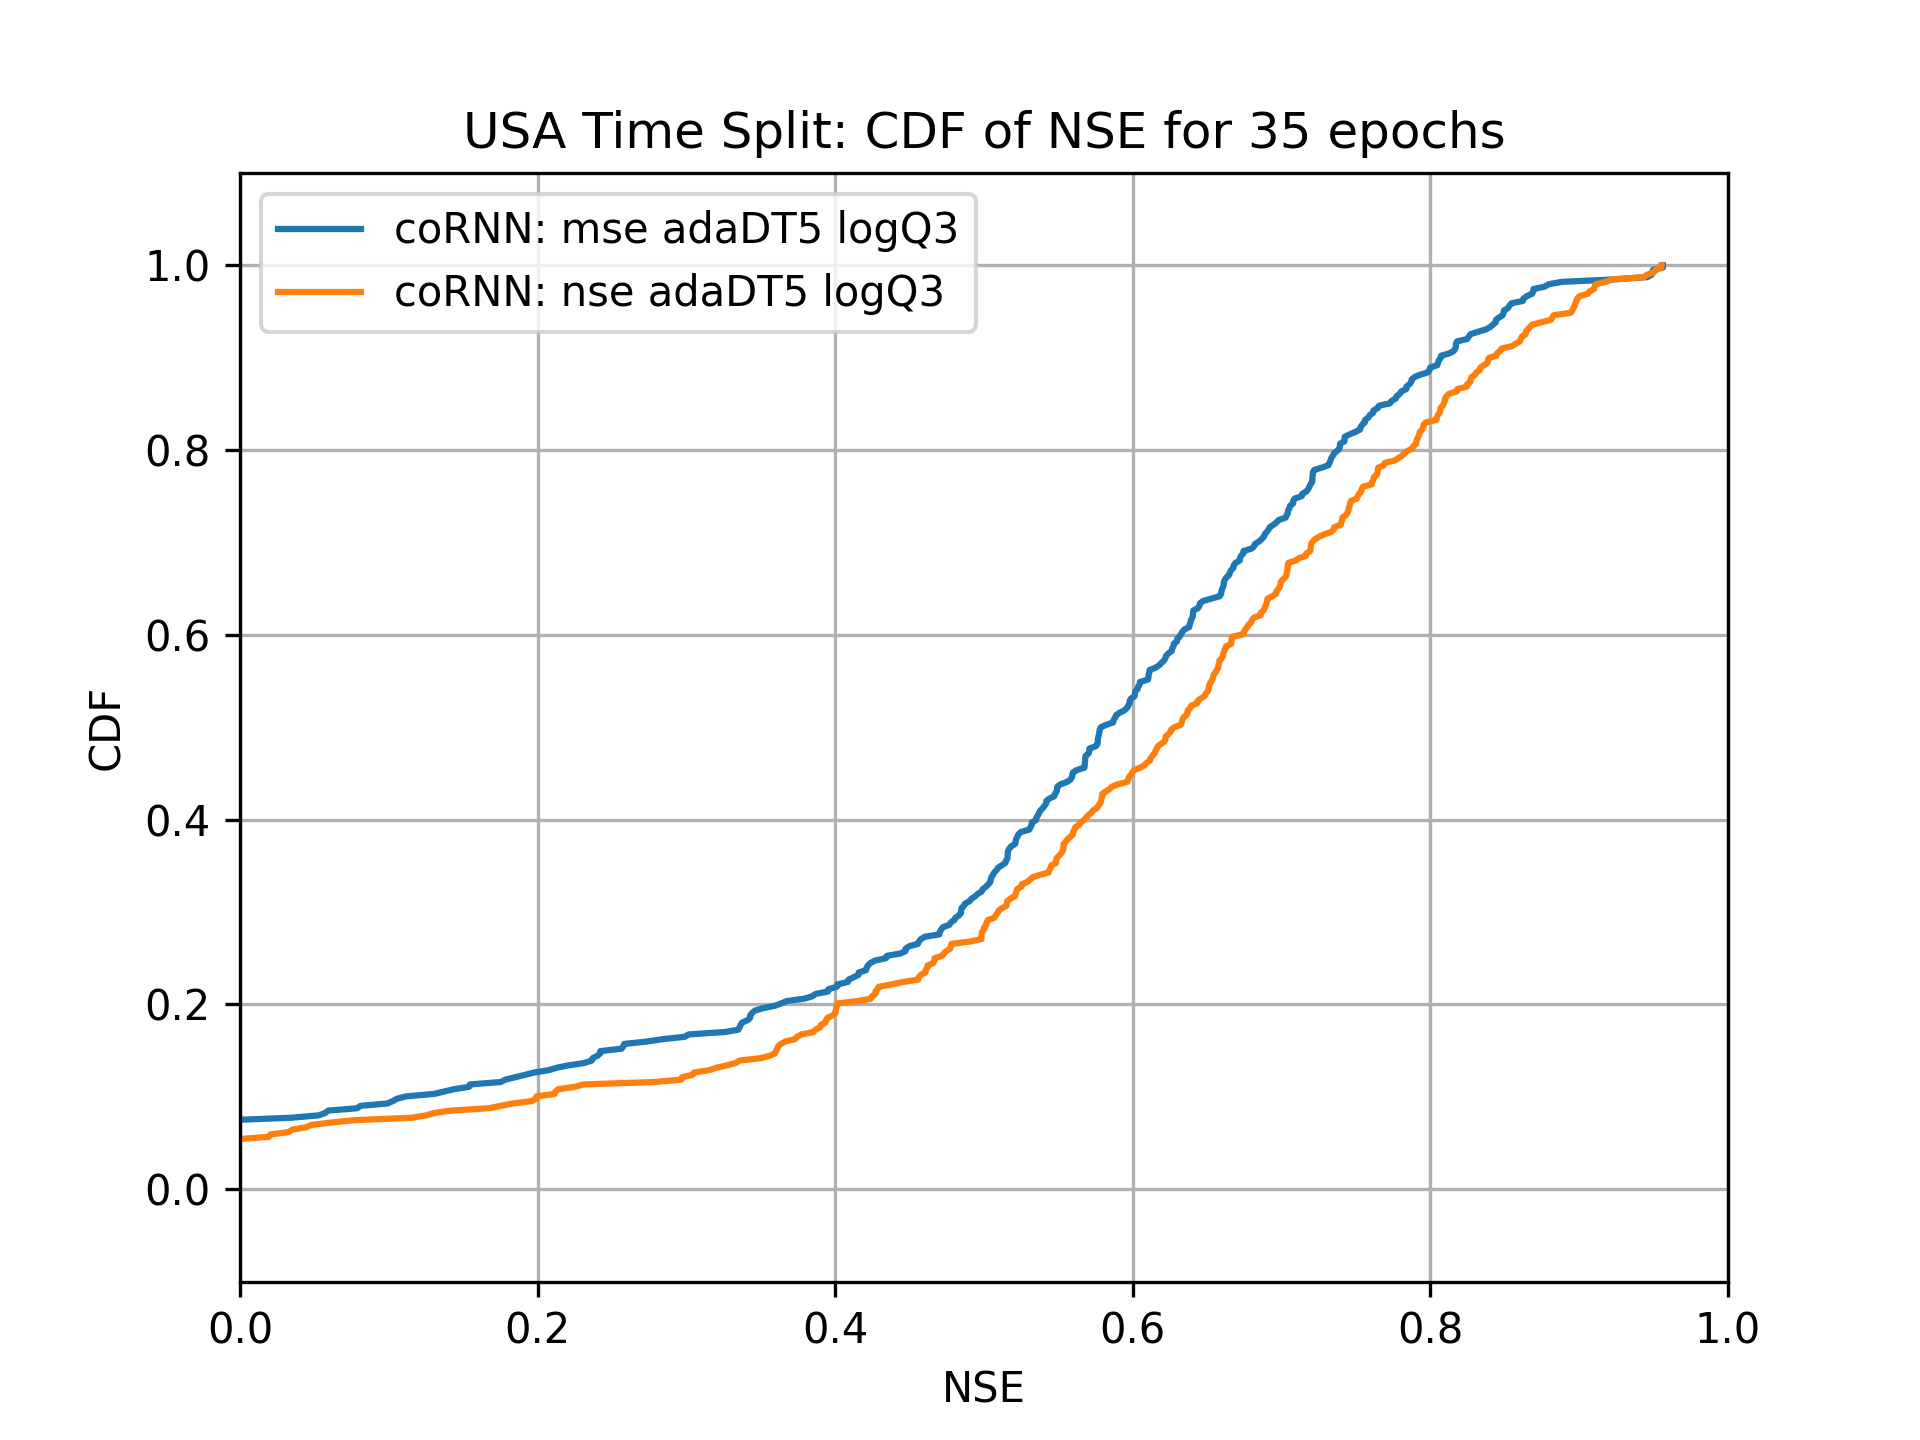 USA Time Split: CDF of NSE for 35 epochs
coRNN: mse adaDT5 logQ3
coRNN: nse adaDT5 logQ3
1.0
0.8
0.6
0.4
0.2
0.0
CDF
0.0 0.2 0.4 0.6 0.8 1.0
NSE